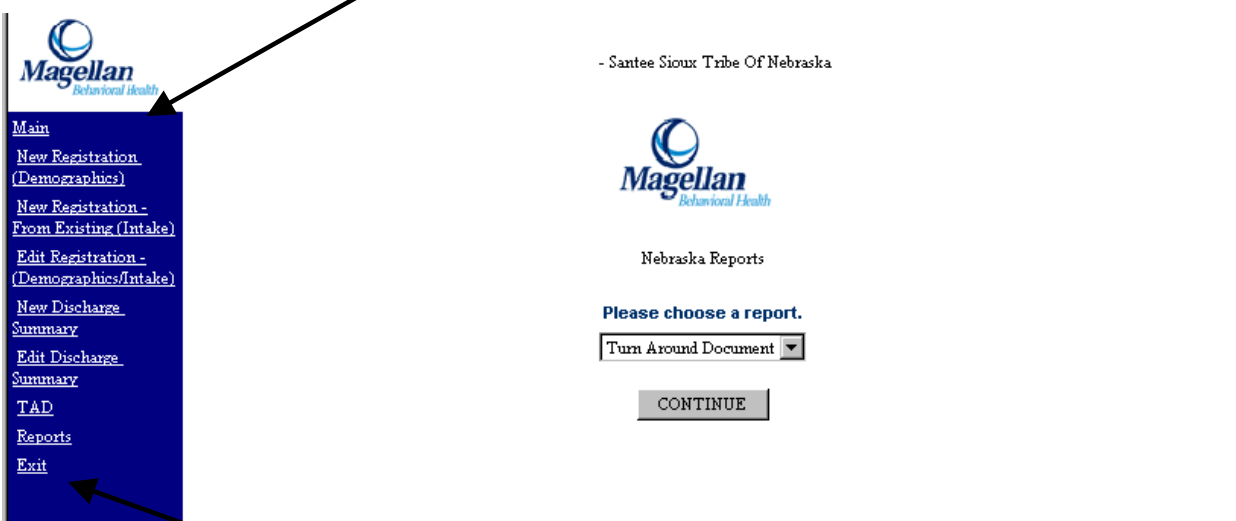 Magellan
Behavioral Health
Main
New Registration
(Demographics)
New Registration -
From Existing (Intake)
Edit Registration -
(Demographics/Intake)
New Discharge
Summary
Edit Discharge
Summary
TAD
Reports
Exit
- Santee Sioux Tribe Of Nebraska
Magellan
Behavioral Health
Nebraska Reports
Please choose a report.
Turn Around Document
CONTINUE